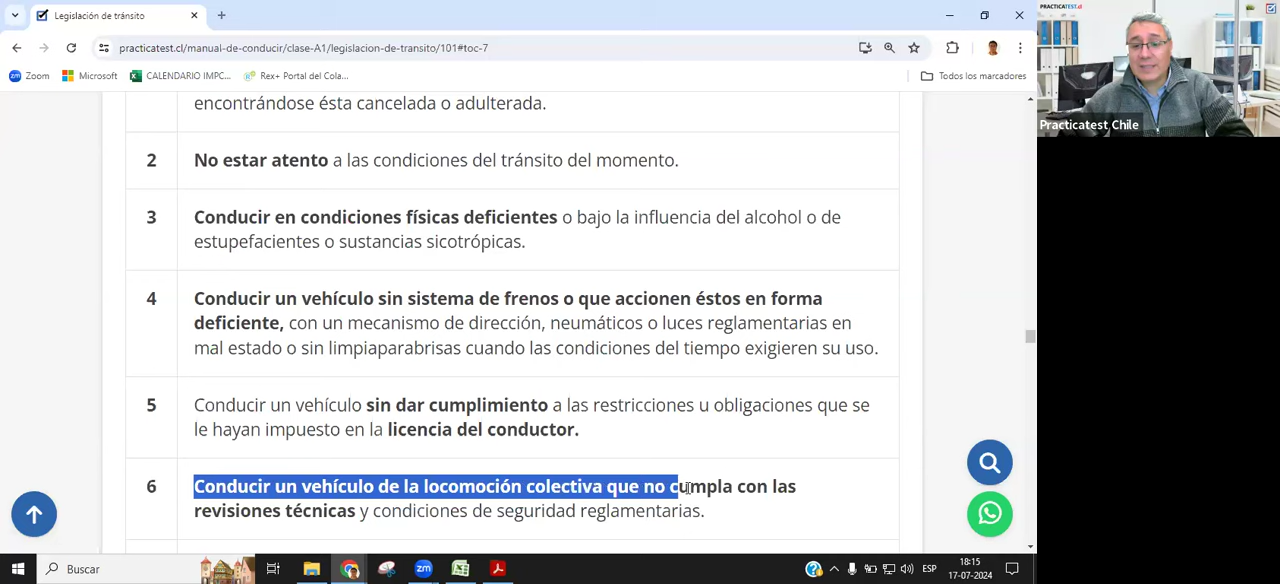 Legislación de tránsito
practicatest.cl/manual-de-conducir/clase-A1/legislacion-de-transito/101#toc-7
Zoom
Microsoft
CALENDARIO IMPC...
Rex+ Portal del Cola...
Todos los marcadores
PRACTICATEST.cl
Practicatest Chile
encontrándose ésta cancelada o adulterada.
2
No estar atento a las condiciones del tránsito del momento.
3
Conducir en condiciones físicas deficientes o bajo la influencia del alcohol o de
estupefacientes o sustancias sicotrópicas.
4
Conducir un vehículo sin sistema de frenos o que accionen éstos en forma
deficiente, con un mecanismo de dirección, neumáticos o luces reglamentarias en
mal estado o sin limpiaparabrisas cuando las condiciones del tiempo exigieren su uso.
5
Conducir un vehículo sin dar cumplimiento a las restricciones u obligaciones que se
le hayan impuesto en la licencia del conductor.
6
Conducir un vehículo de la locomoción colectiva que no cumpla con las
revisiones técnicas y condiciones de seguridad reglamentarias.
Buscar
zm
ESP
18:15
17-07-2024